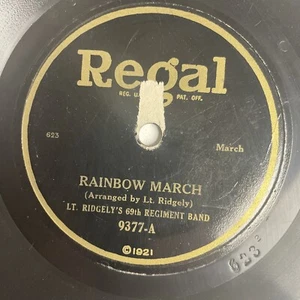 Regal
REG. U.S. PAT. OFF.
623 March
RAINBOW MARCH
(Arranged by Lt. Ridgely)
LT. RIDGELY'S 69th REGIMENT BAND
9377-A
©1921
623